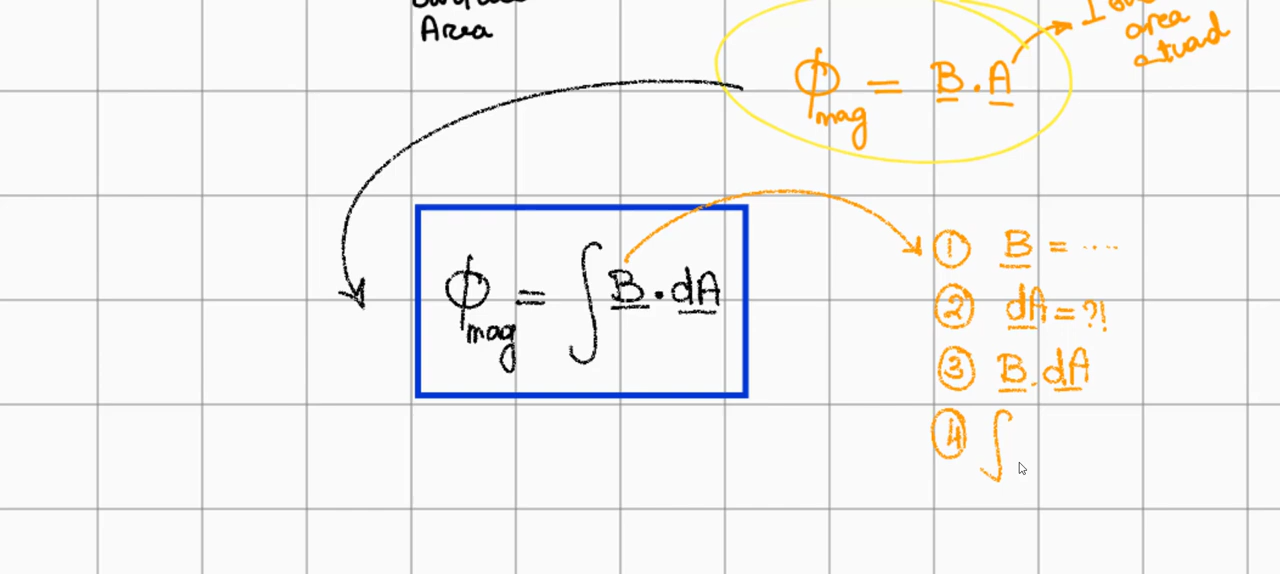 Area
area
ϕmag = B.A
ϕmag = ∫B.dA
① B = ....
② dA = ?!
③ B.dA
④ ∫